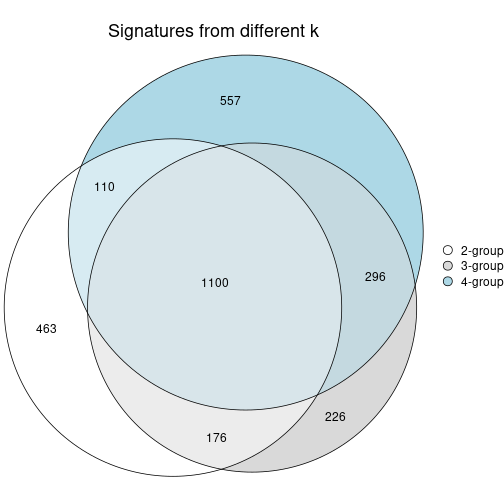 Signatures from different k
557
110
1100
296
463
226
176
2-group
3-group
4-group